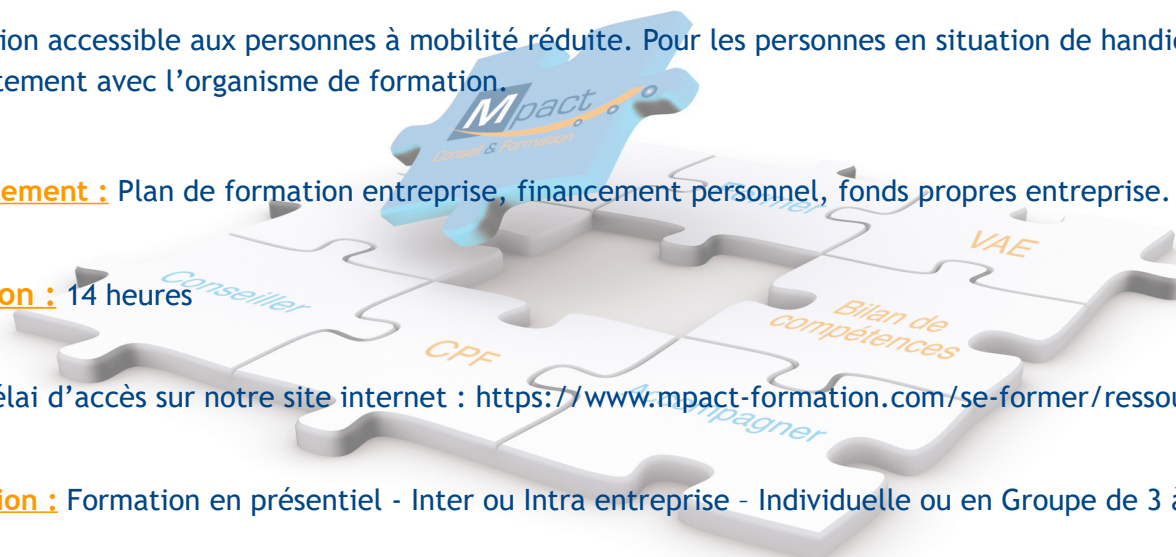 ion accessible aux personnes à mobilité réduite. Pour les personnes en situation de handic
tement avec l’organisme de formation.
Mpact
Conseil & Formation
ement : Plan de formation entreprise, financement personnel, fonds propres entreprise.
VAE
on : 14 heures
Conseiller
Bilan de
compétences
CPF
élai d’accès sur notre site internet : https://www.mpact-formation.com/se-former/ressou
Accompagner
ion : Formation en présentiel - Inter ou Intra entreprise – Individuelle ou en Groupe de 3 à